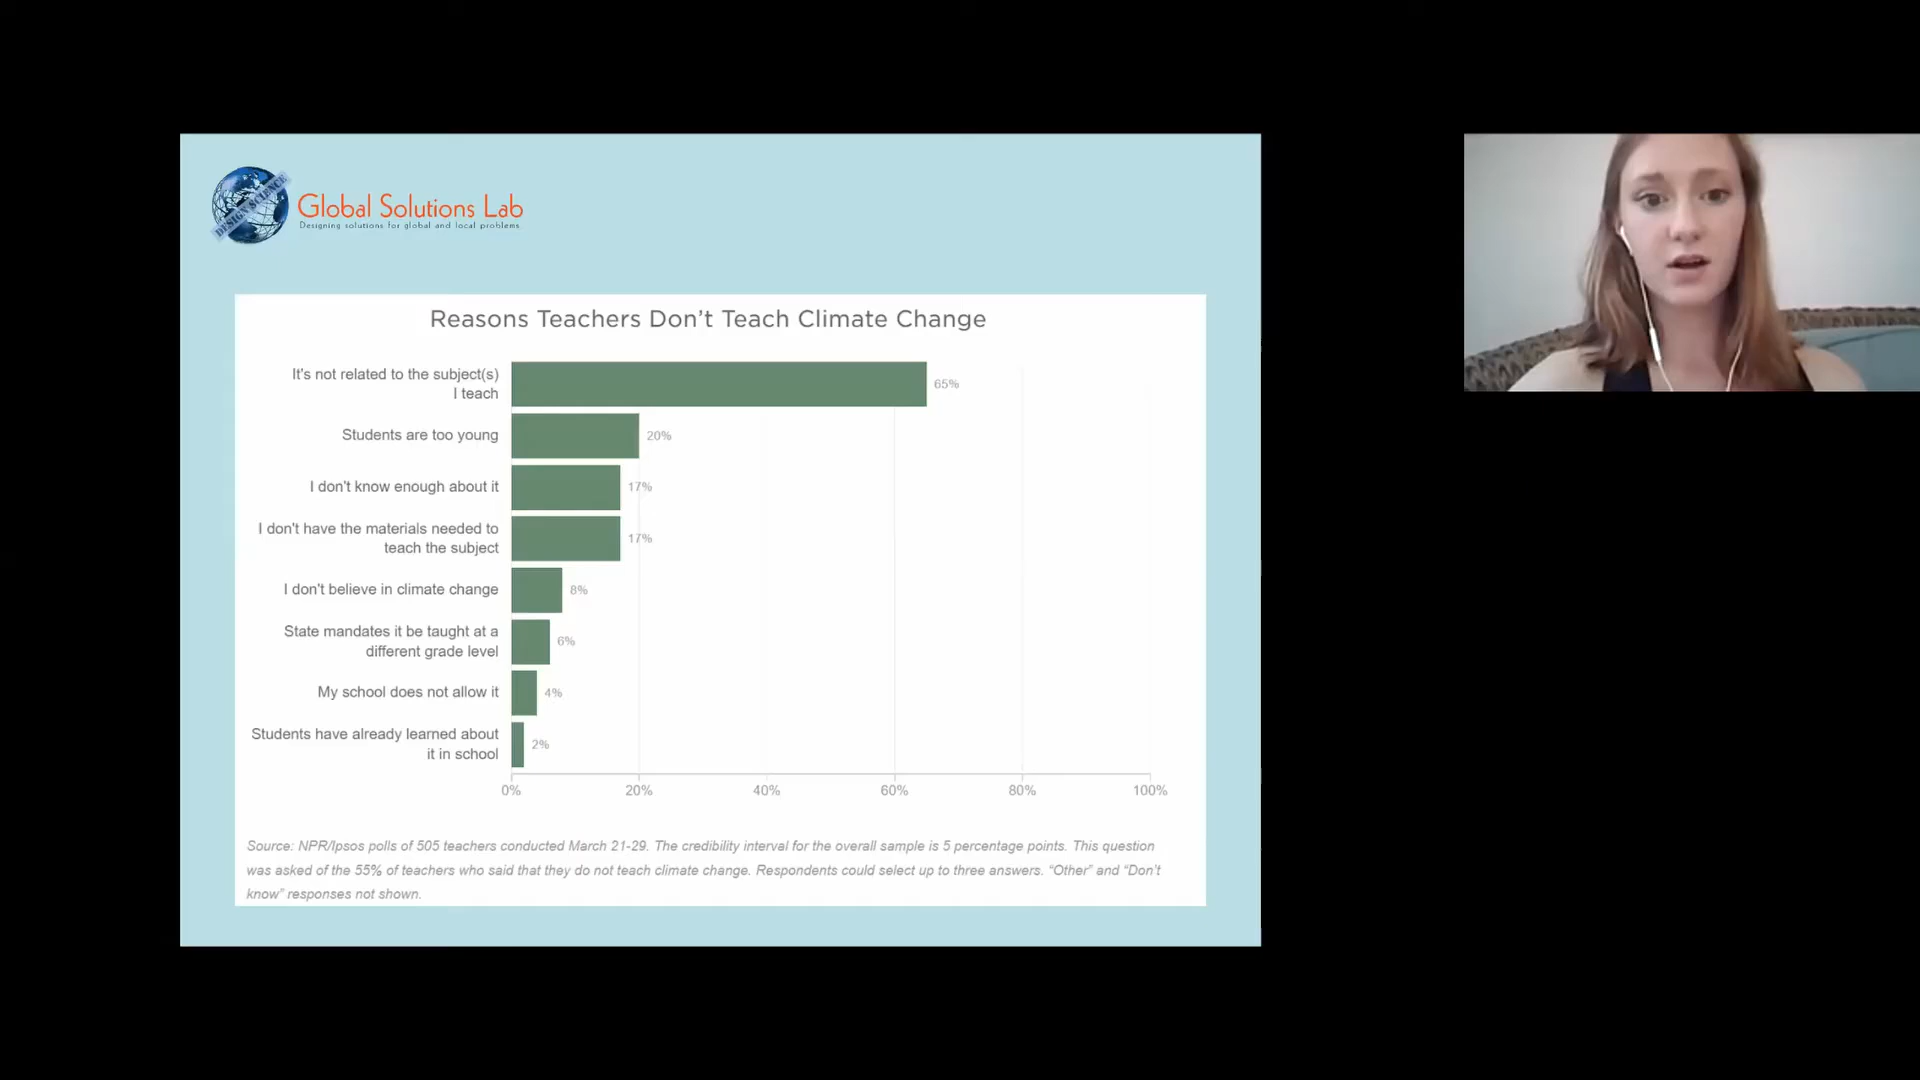 DESIGN SCIENCE
Global Solutions Lab
Designing solutions for global and local problems
Reasons Teachers Don’t Teach Climate Change
It's not related to the subject(s)
I teach
65%
Students are too young
20%
I don't know enough about it
17%
I don't have the materials needed to
teach the subject
17%
I don't believe in climate change
8%
State mandates it be taught at a
different grade level
6%
My school does not allow it
4%
Students have already learned about
it in school
2%
0% 20% 40% 60% 80% 100%
Source: NPR/Ipsos polls of 505 teachers conducted March 21-29. The credibility interval for the overall sample is 5 percentage points. This question
was asked of the 55% of teachers who said that they do not teach climate change. Respondents could select up to three answers. “Other” and “Don’t
know” responses not shown.